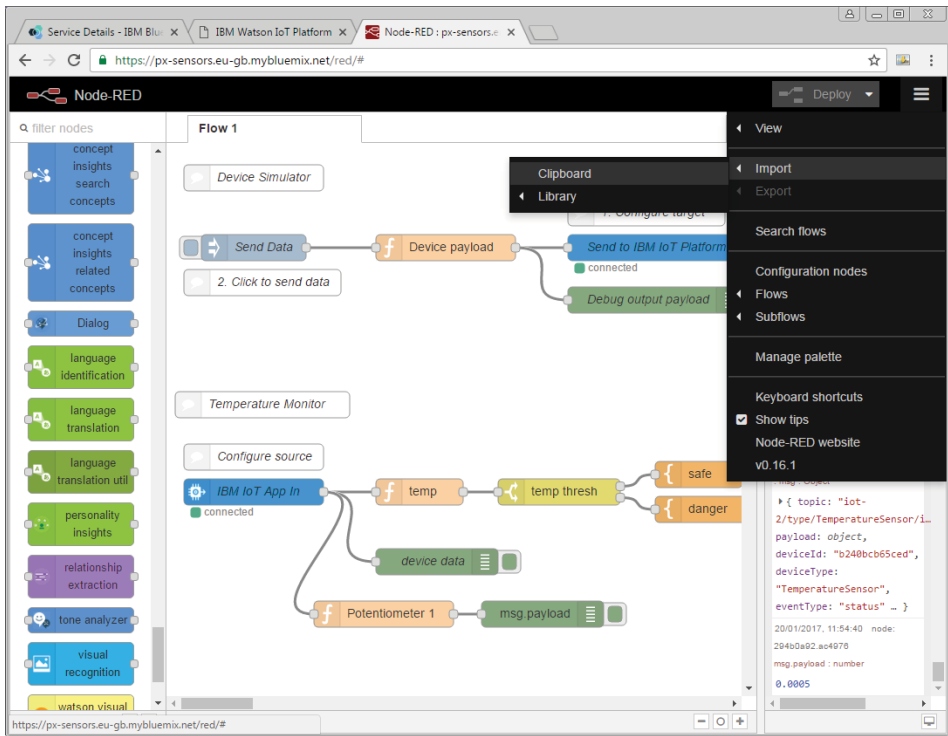 Service Details - IBM Blue
IBM Watson IoT Platform
Node-RED : px-sensors.e
https://px-sensors.eu-gb.mybluemix.net/red/#
Node-RED
Deploy
filter nodes
Flow 1
concept
insights
search
concepts
concept
insights
related
concepts
Dialog
language
identification
language
translation
language
translation util
personality
insights
relationship
extraction
tone analyzer
visual
recognition
watson visual
Device Simulator
1. Configure target
Send Data
Device payload
Send to IBM IoT Platform
connected
2. Click to send data
Debug output payload
Temperature Monitor
Configure source
IBM IoT App In
connected
temp
temp thresh
safe
danger
device data
Potentiometer 1
msg.payload
View
Import
Export
Clipboard
Library
Search flows
Configuration nodes
Flows
Subflows
Manage palette
Keyboard shortcuts
Show tips
Node-RED website
v0.16.1
msg : Object
{ topic: "iot-
2/type/TemperatureSensor/i…
payload: object,
deviceId: "b240bcb65ced",
deviceType:
"TemperatureSensor",
eventType: "status" … }
20/01/2017, 11:54:40 node:
294b0a92.ac4976
msg.payload : number
0.0005
https://px-sensors.eu-gb.mybluemix.net/red/#